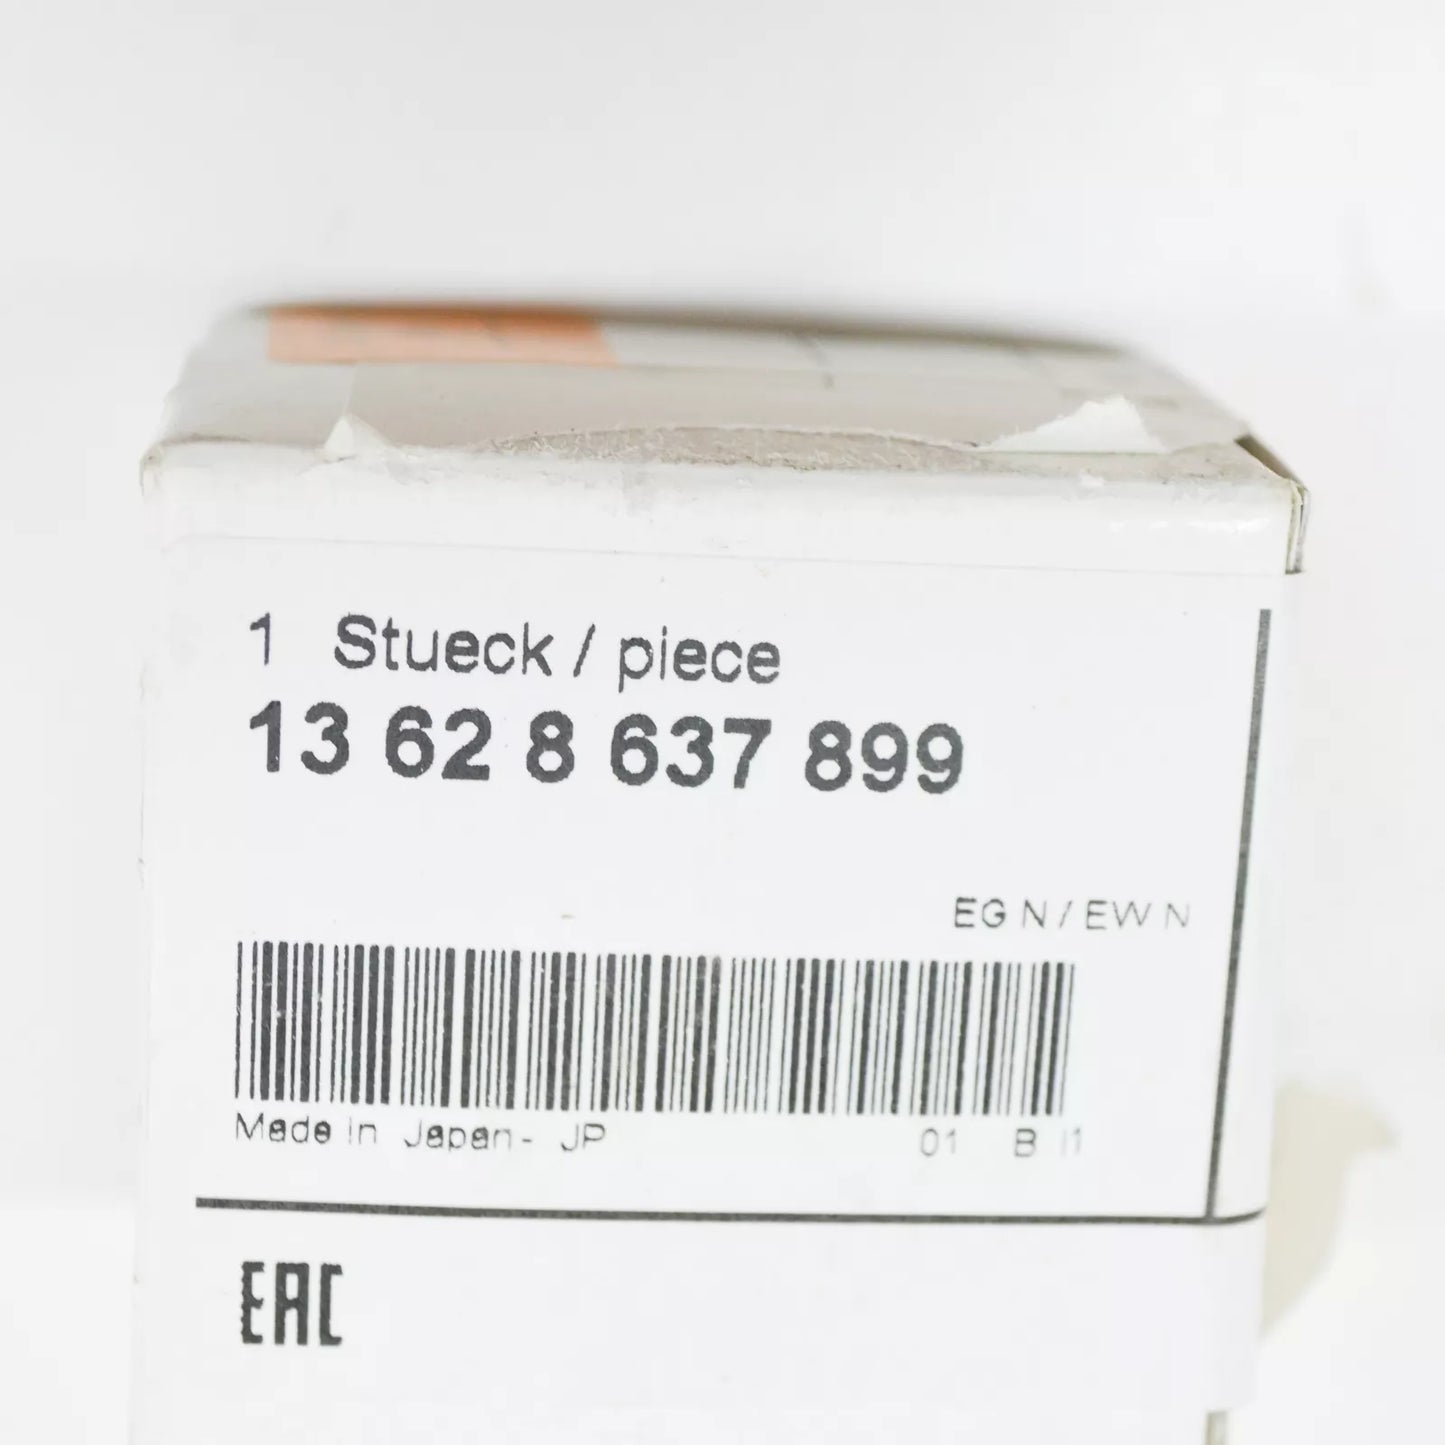 1 Stueck / piece
13 62 8 637 899
EG N / EW N
Made in Japan- JP 01 B I1
EAC